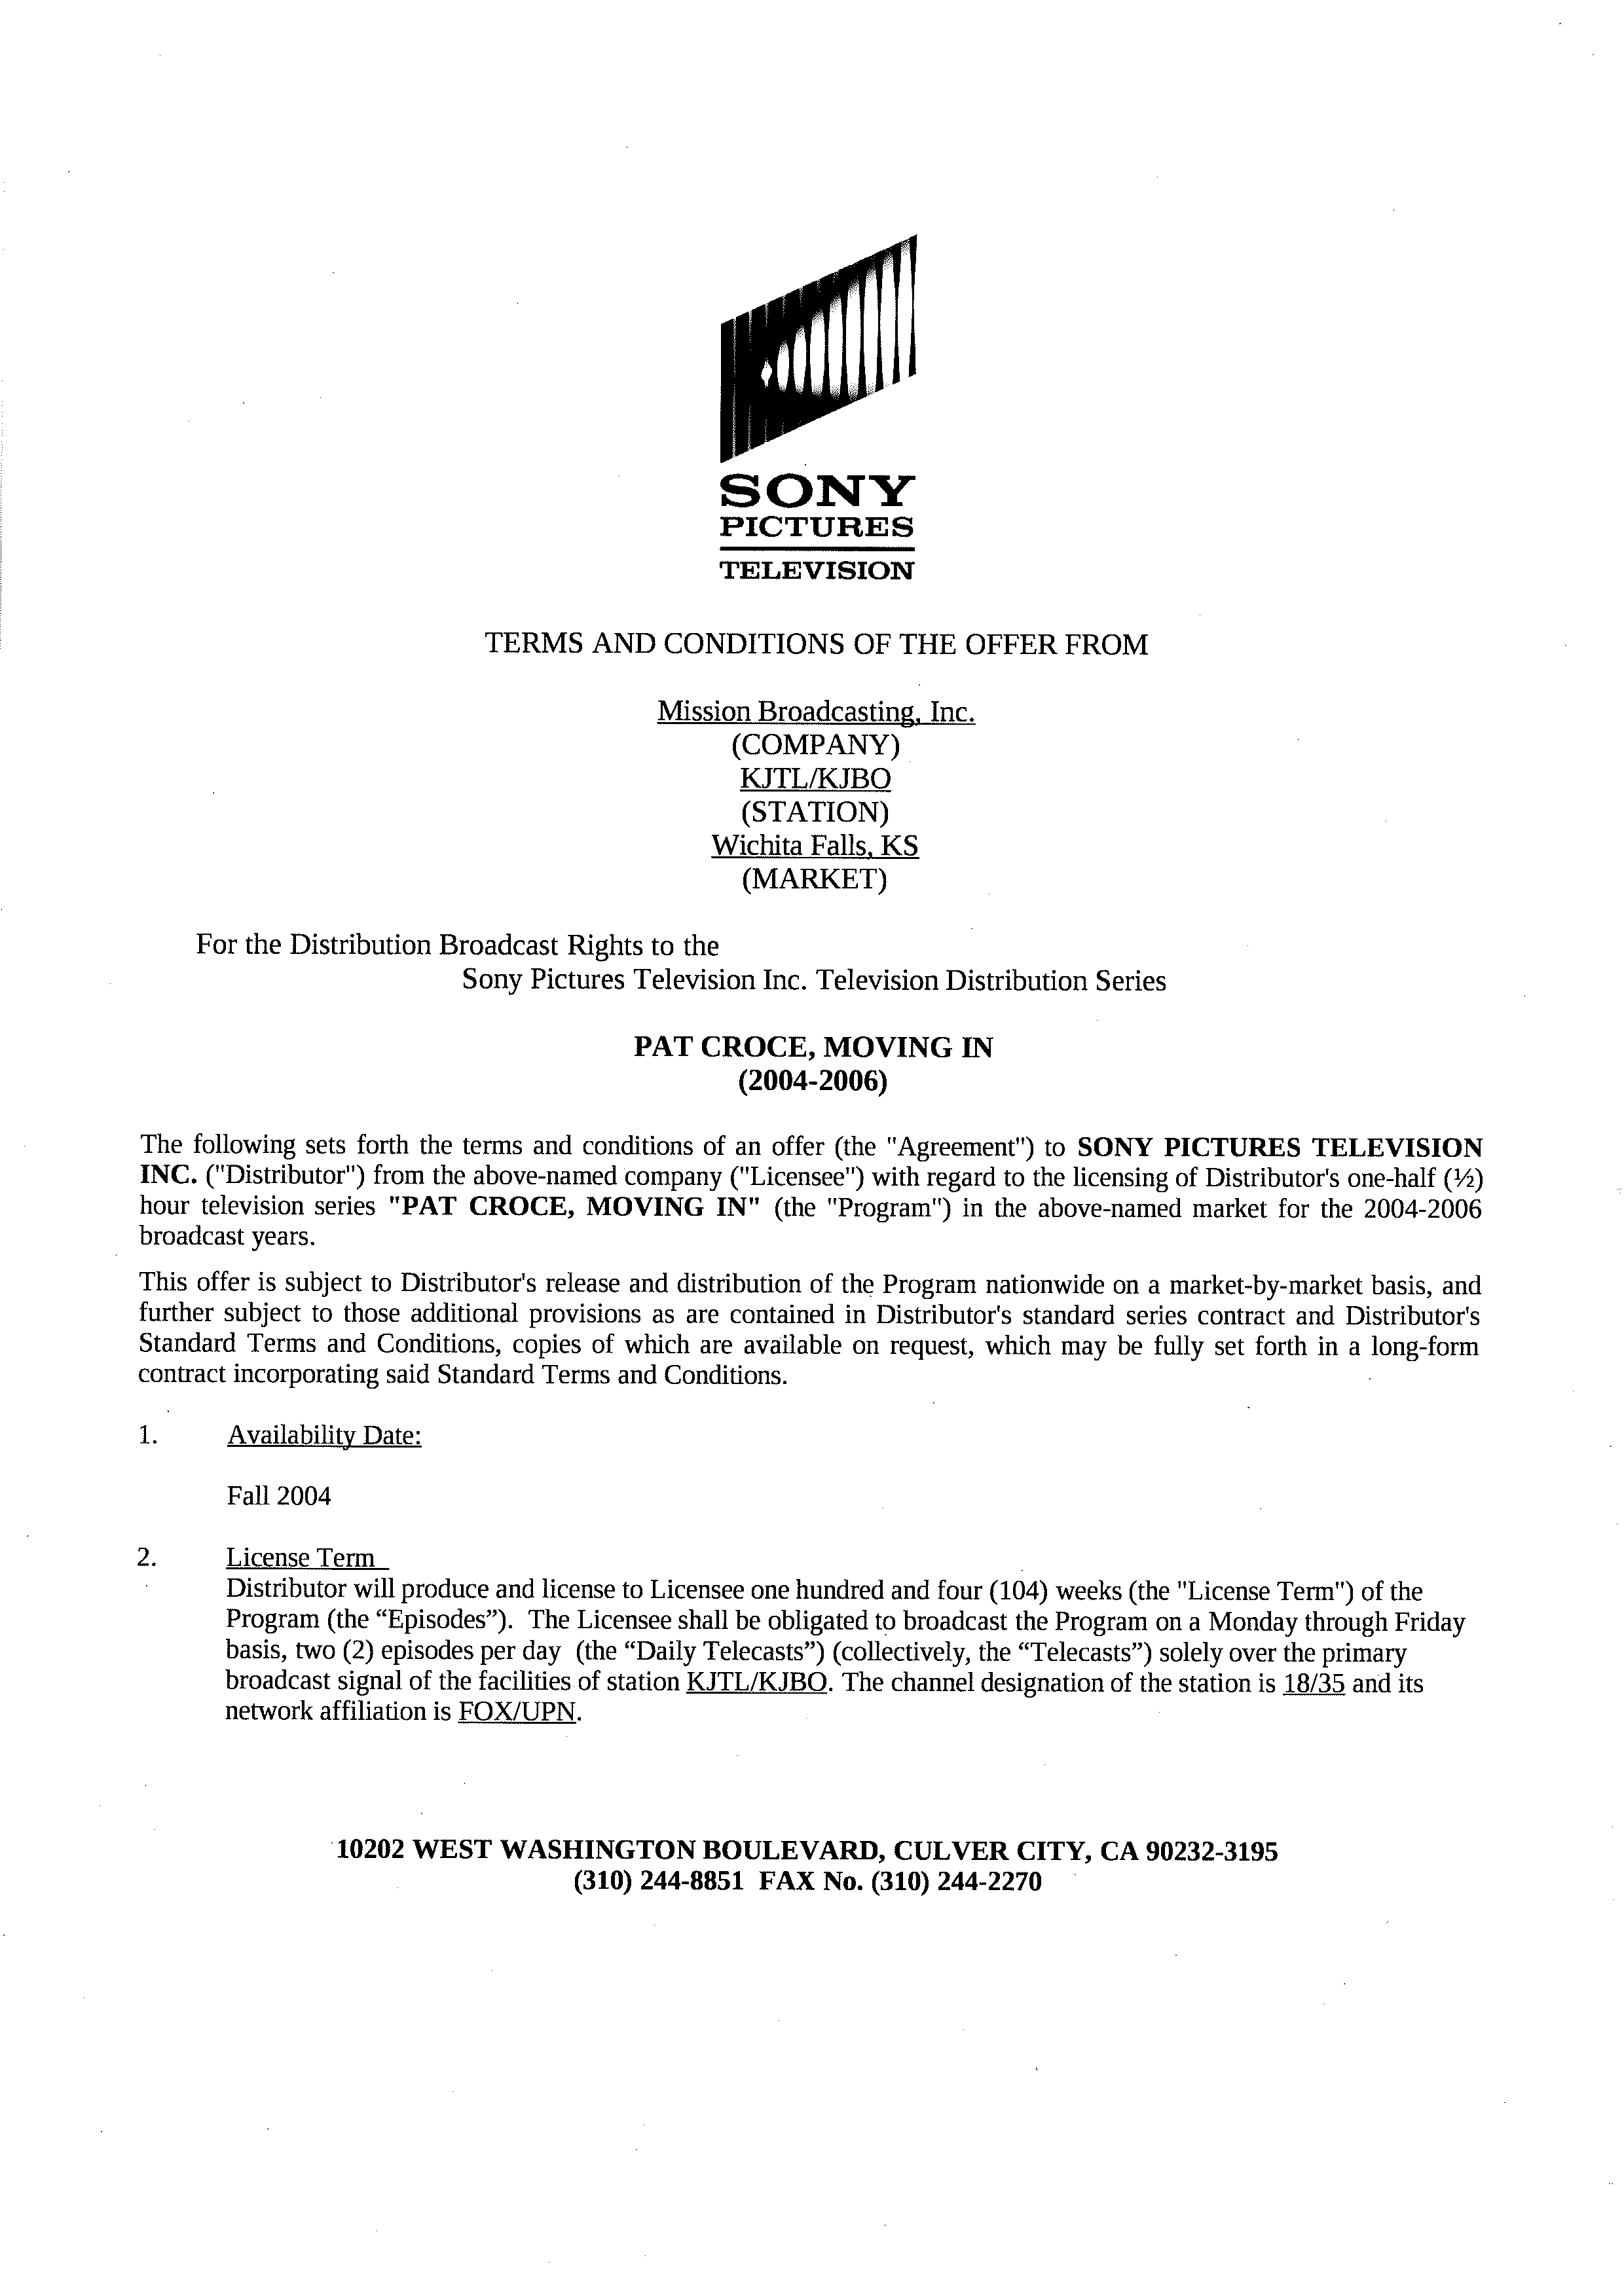 SONY
PICTURES
TELEVISION
TERMS AND CONDITIONS OF THE OFFER FROM
Mission Broadcasting, Inc.
(COMPANY)
KJTL/KJBO
(STATION)
Wichita Falls, KS
(MARKET)
For the Distribution Broadcast Rights to the
Sony Pictures Television Inc. Television Distribution Series
PAT CROCE, MOVING IN
(2004-2006)
The following sets forth the terms and conditions of an offer (the "Agreement") to SONY PICTURES TELEVISION
INC. ("Distributor") from the above-named company ("Licensee") with regard to the licensing of Distributor's one-half (½)
hour television series "PAT CROCE, MOVING IN" (the "Program") in the above-named market for the 2004-2006
broadcast years.
This offer is subject to Distributor's release and distribution of the Program nationwide on a market-by-market basis, and
further subject to those additional provisions as are contained in Distributor's standard series contract and Distributor's
Standard Terms and Conditions, copies of which are available on request, which may be fully set forth in a long-form
contract incorporating said Standard Terms and Conditions.
1. Availability Date:
Fall 2004
2. License Term
Distributor will produce and license to Licensee one hundred and four (104) weeks (the "License Term") of the
Program (the “Episodes”). The Licensee shall be obligated to broadcast the Program on a Monday through Friday
basis, two (2) episodes per day (the “Daily Telecasts”) (collectively, the “Telecasts”) solely over the primary
broadcast signal of the facilities of station KJTL/KJBO. The channel designation of the station is 18/35 and its
network affiliation is FOX/UPN.
10202 WEST WASHINGTON BOULEVARD, CULVER CITY, CA 90232-3195
(310) 244-8851 FAX No. (310) 244-2270